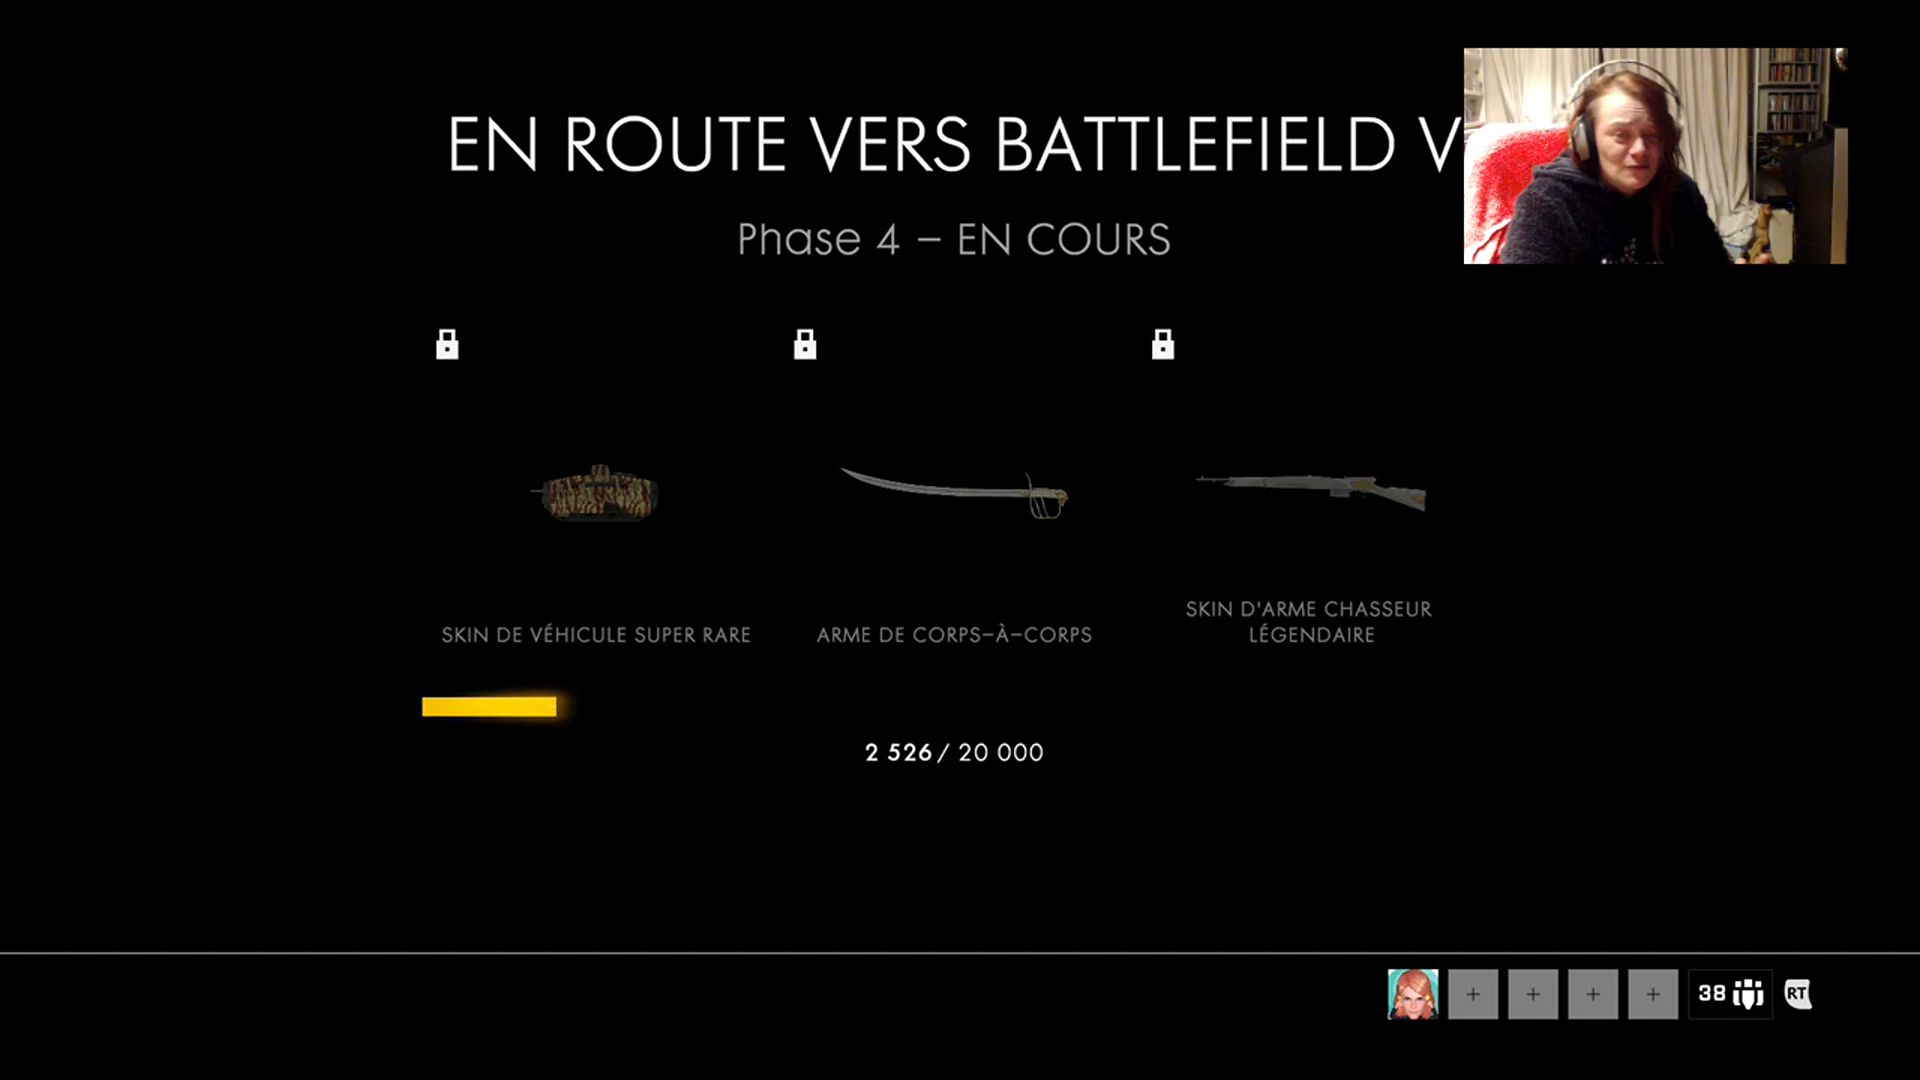 EN ROUTE VERS BATTLEFIELD V
Phase 4 – EN COURS
SKIN DE VÉHICULE SUPER RARE
ARME DE CORPS–À–CORPS
SKIN D'ARME CHASSEUR
LÉGENDAIRE
2 526 / 20 000
38
RT